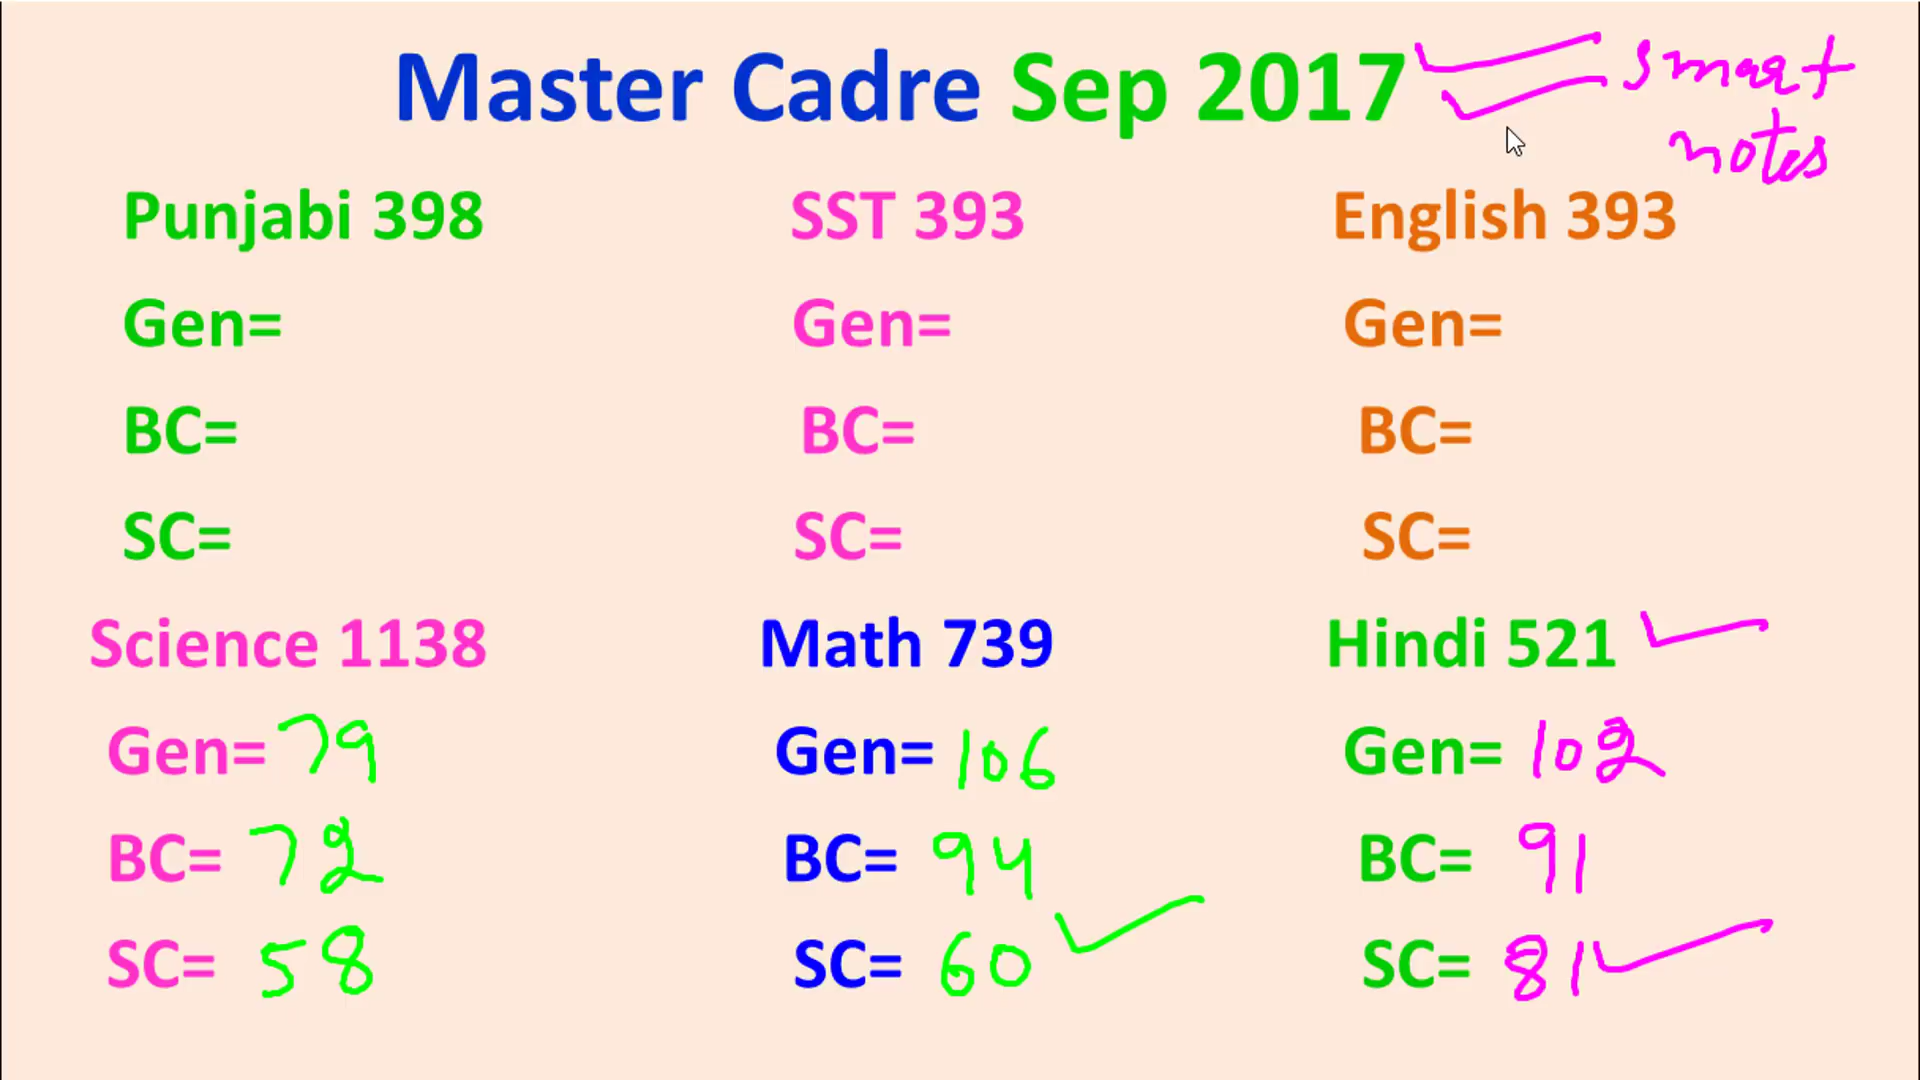 Master Cadre Sep 2017 smart
notes
Punjabi 398 SST 393 English 393
Gen= Gen= Gen=
BC= BC= BC=
SC= SC= SC=
Science 1138 Math 739 Hindi 521
Gen= 79 Gen= 106 Gen= 102
BC= 72 BC= 94 BC= 91
SC= 58 SC= 60 SC= 81